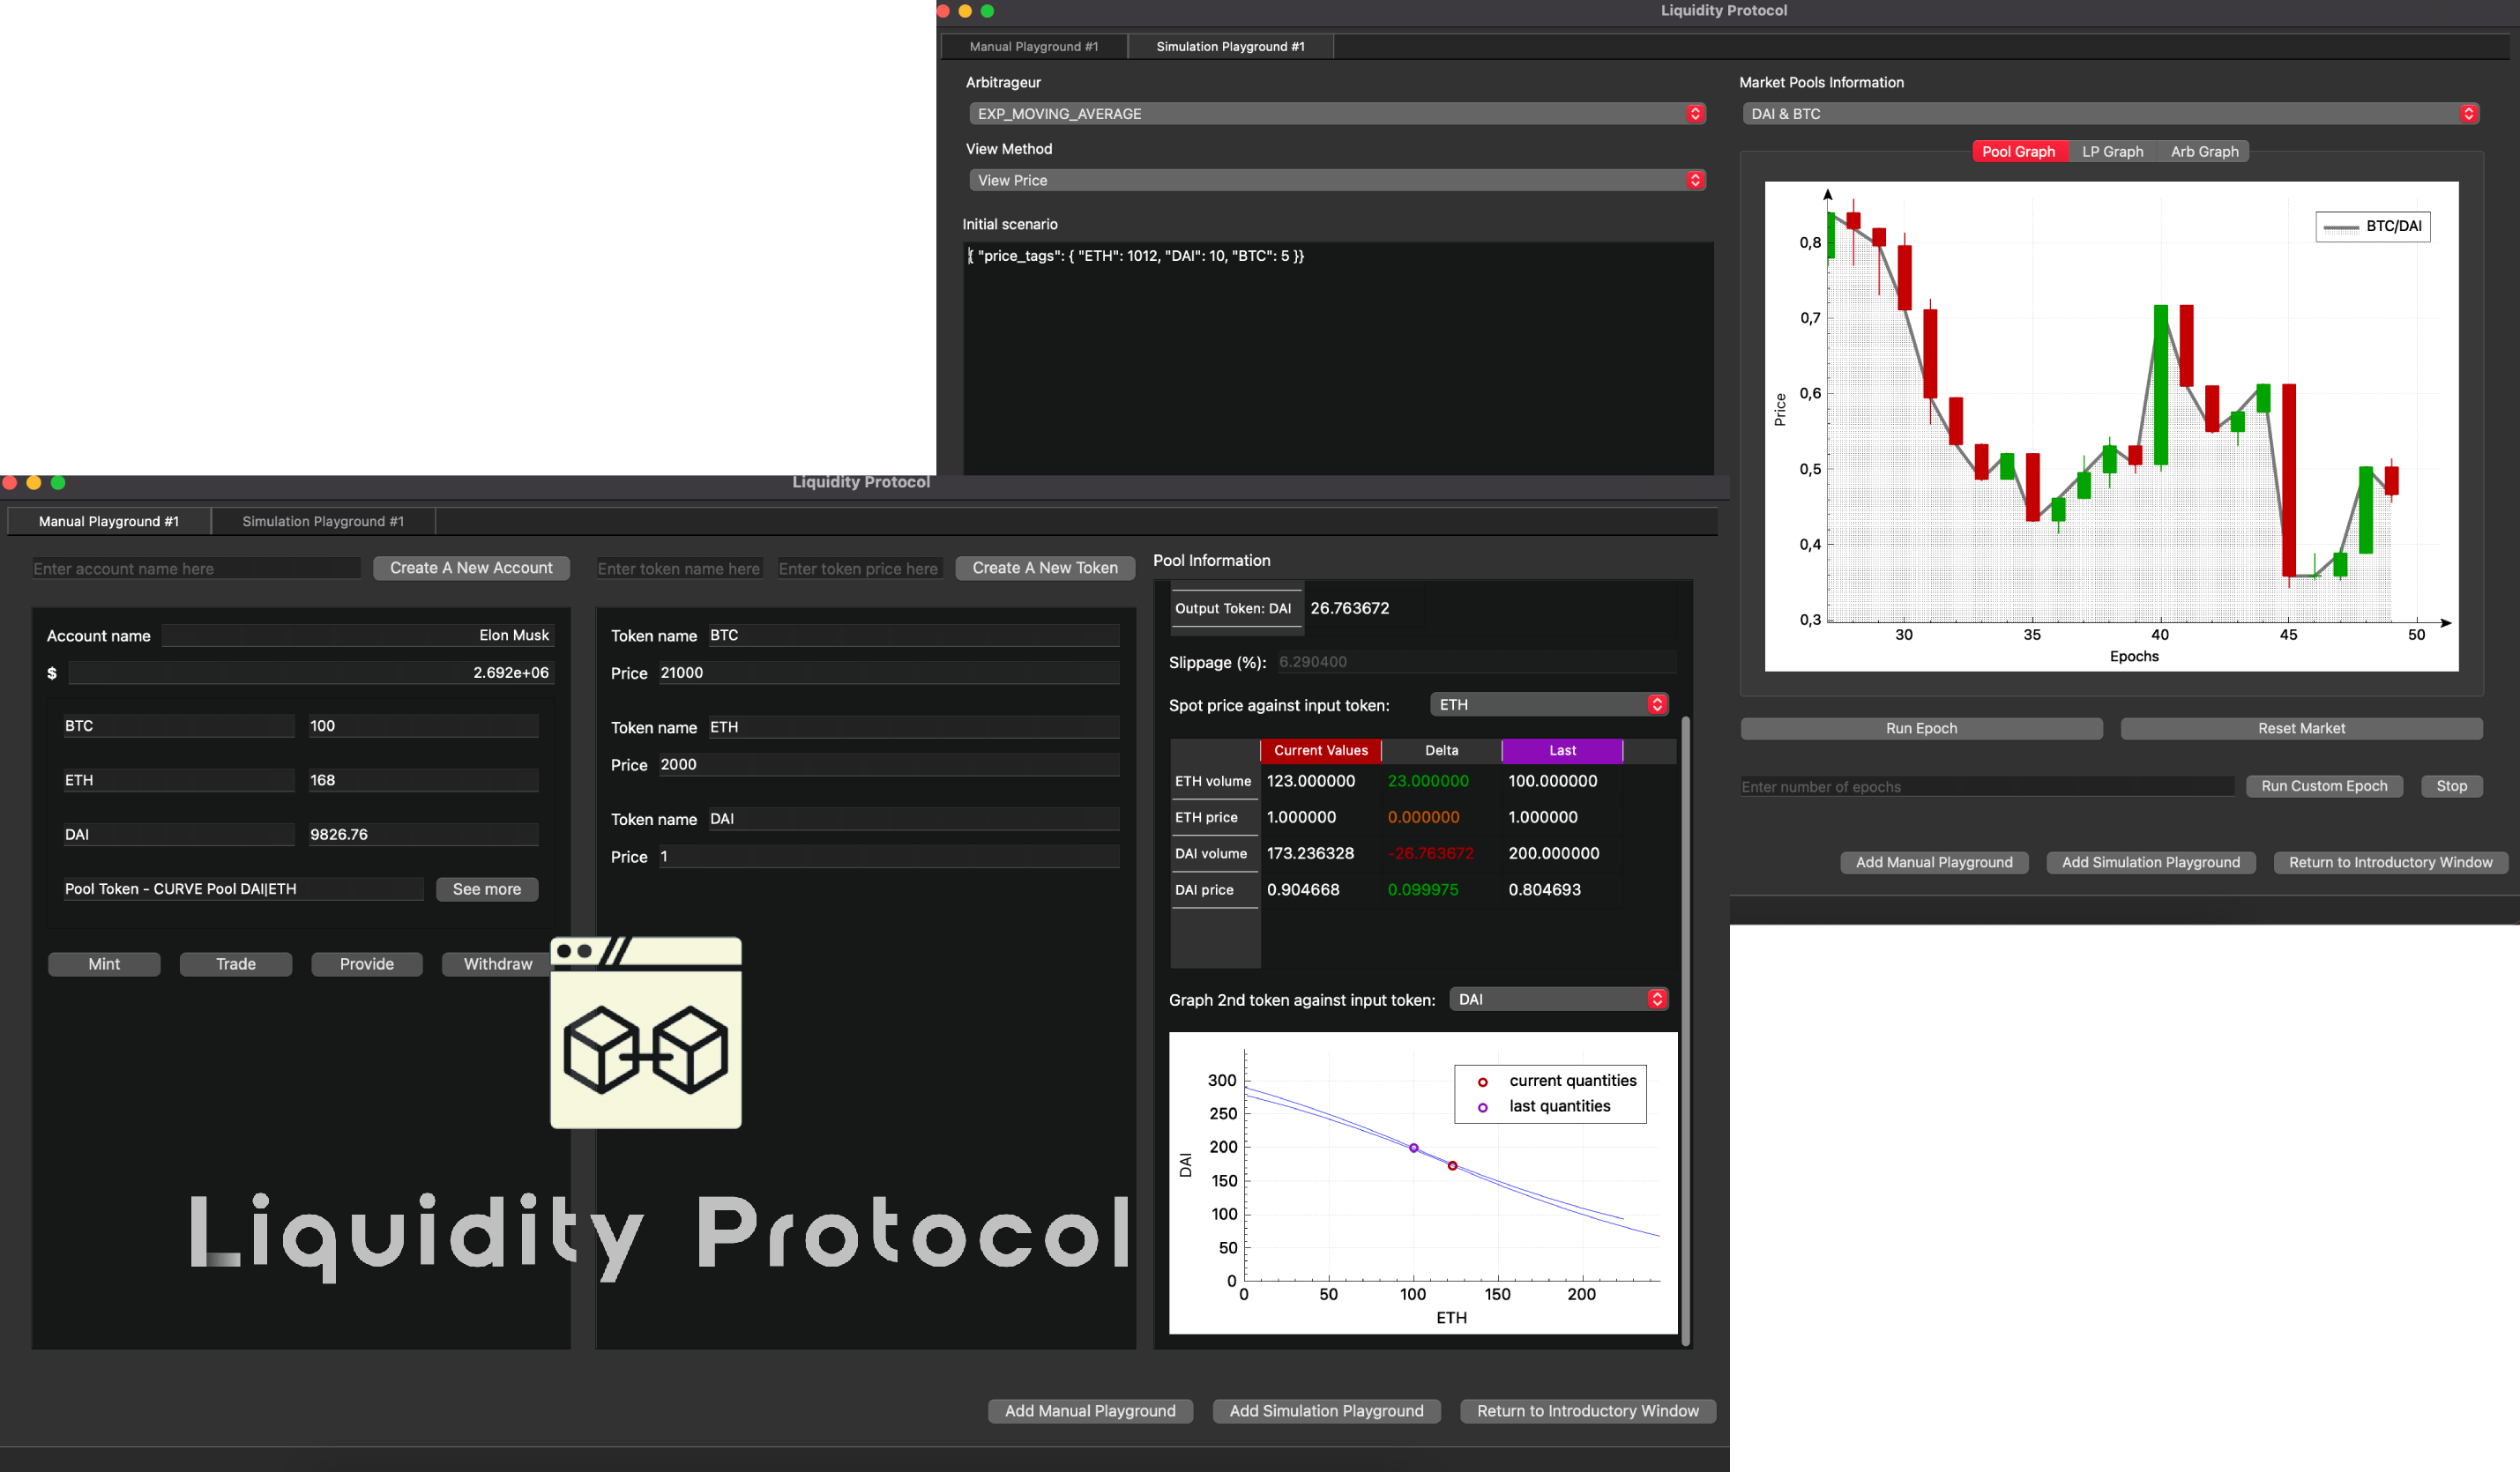 Liquidity Protocol
Manual Playground #1
Simulation Playground #1
Arbitrageur
EXP_MOVING_AVERAGE
View Method
View Price
Initial scenario
{ "price_tags": { "ETH": 1012, "DAI": 10, "BTC": 5 }}
Market Pools Information
DAI & BTC
Pool Graph
LP Graph
Arb Graph
BTC/DAI
0,8
0,7
0,6
0,5
0,4
0,3
Price
30
35
40
45
50
Epochs
Run Epoch
Reset Market
Enter number of epochs
Run Custom Epoch
Stop
Add Manual Playground
Add Simulation Playground
Return to Introductory Window
Liquidity Protocol
Manual Playground #1
Simulation Playground #1
Enter account name here
Create A New Account
Enter token name here
Enter token price here
Create A New Token
Account name
Elon Musk
$
2.692e+06
BTC
100
ETH
168
DAI
9826.76
Pool Token - CURVE Pool DAI|ETH
See more
Mint
Trade
Provide
Withdraw
Token name
BTC
Price
21000
Token name
ETH
Price
2000
Token name
DAI
Price
1
Pool Information
Output Token: DAI
26.763672
Slippage (%):
6.290400
Spot price against input token:
ETH
Current Values
Delta
Last
ETH volume
123.000000
23.000000
100.000000
ETH price
1.000000
0.000000
1.000000
DAI volume
173.236328
-26.763672
200.000000
DAI price
0.904668
0.099975
0.804693
Graph 2nd token against input token:
DAI
current quantities
last quantities
300
250
200
150
100
50
0
DAI
0
50
100
150
200
ETH
Liquidity Protocol
Add Manual Playground
Add Simulation Playground
Return to Introductory Window